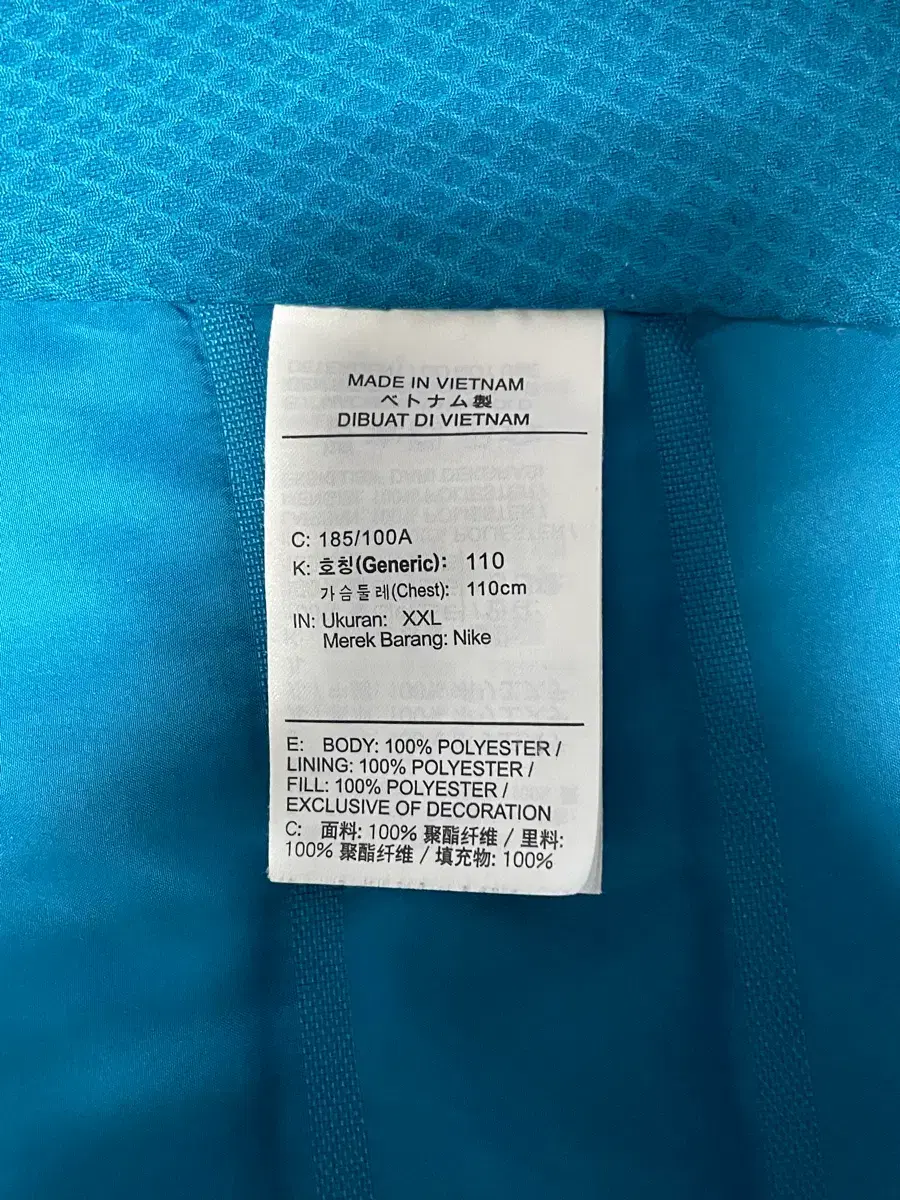 MADE IN VIETNAM
ベトナム製
DIBUAT DI VIETNAM
C: 185/100A
K: 호칭(Generic): 110
가슴둘레(Chest): 110cm
IN: Ukuran: XXL
Merek Barang: Nike
E: BODY: 100% POLYESTER /
LINING: 100% POLYESTER /
FILL: 100% POLYESTER /
EXCLUSIVE OF DECORATION
C: 面料: 100% 聚酯纤维 / 里料:
100% 聚酯纤维 / 填充物: 100%